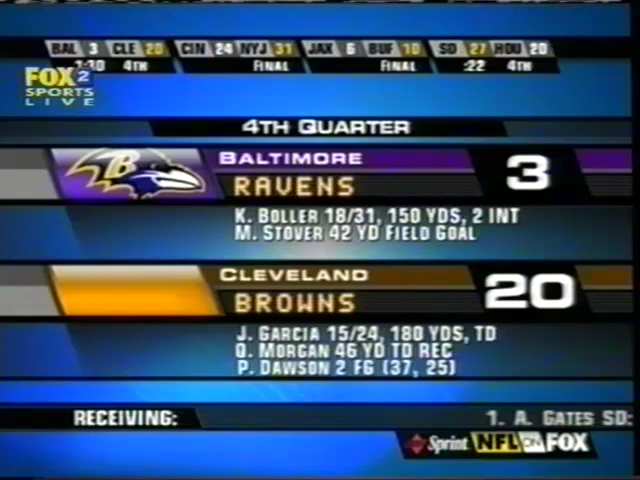 BAL 3 CLE 20 CIN 24 NYJ 31 JAX 6 BUF 10 SD 27 HOU 20
1:30 4TH FINAL FINAL :22 4TH
FOX 2
SPORTS
LIVE
4TH QUARTER
BALTIMORE
RAVENS
3
K. BOLLER 18/31, 150 YDS, 2 INT
M. STOVER 42 YD FIELD GOAL
CLEVELAND
BROWNS
20
J. GARCIA 15/24, 180 YDS, TD
Q. MORGAN 46 YD TD REC
P. DAWSON 2 FG (37, 25)
RECEIVING: 1. A. GATES SD:
Sprint NFL ON FOX